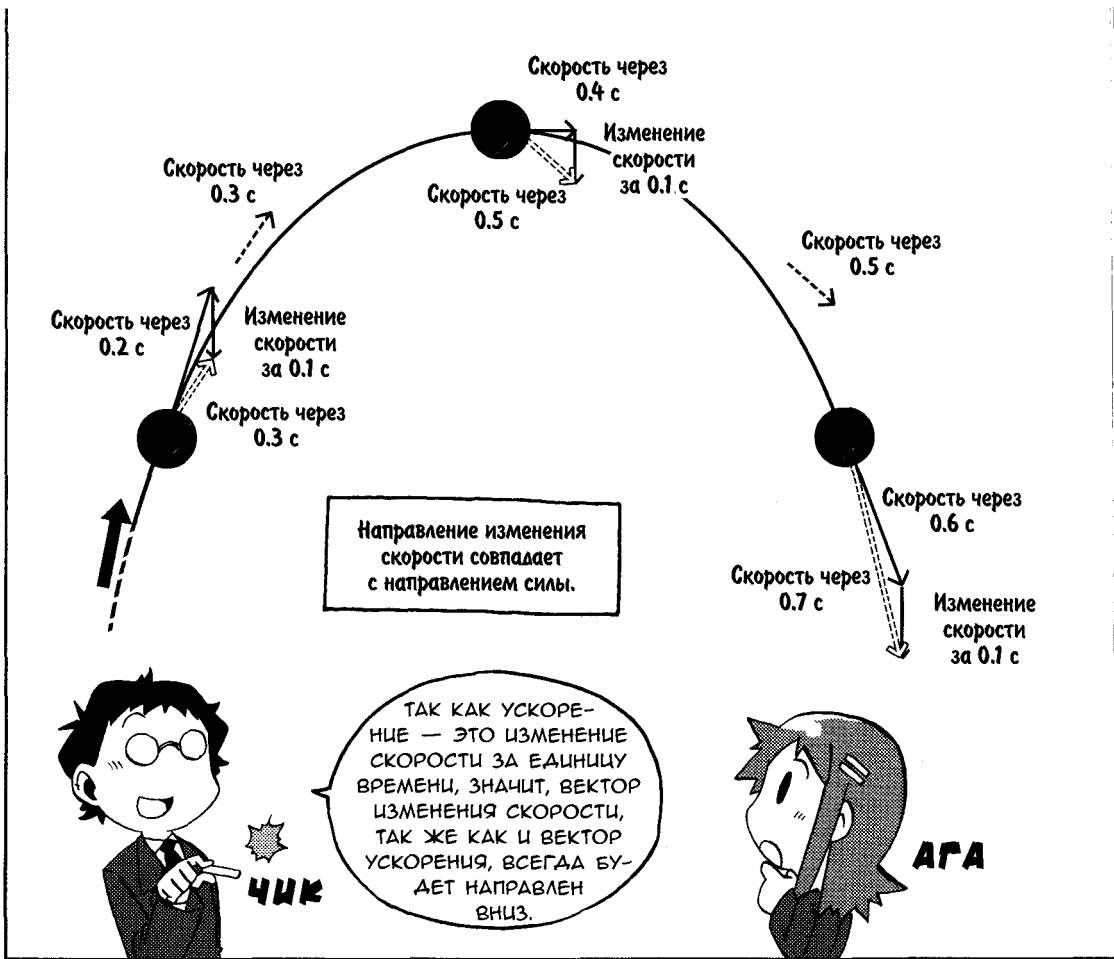 Скорость через
0.4 с
Изменение
скорости
за 0.1 с
Скорость через
0.3 с
Скорость через
0.5 с
Скорость через
0.5 с
Скорость через
0.2 с
Изменение
скорости
за 0.1 с
Скорость через
0.3 с
Скорость через
0.6 с
Направление изменения
скорости совпадает
с направлением силы.
Скорость через
0.7 с
Изменение
скорости
за 0.1 с
ТАК КАК УСКОРЕ-
НИЕ — ЭТО ИЗМЕНЕНИЕ
СКОРОСТИ ЗА ЕДИНИЦУ
ВРЕМЕНИ, ЗНАЧИТ, ВЕКТОР
ИЗМЕНЕНИЯ СКОРОСТИ,
ТАК ЖЕ КАК И ВЕКТОР
УСКОРЕНИЯ, ВСЕГДА БУ-
ДЕТ НАПРАВЛЕН
ВНИЗ.
ЧИК
АГА